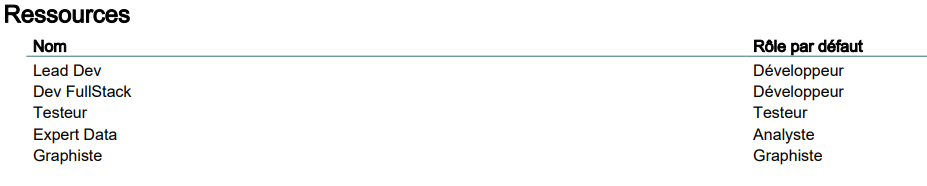 Ressources
Nom Rôle par défaut
Lead Dev Développeur
Dev FullStack Développeur
Testeur Testeur
Expert Data Analyste
Graphiste Graphiste